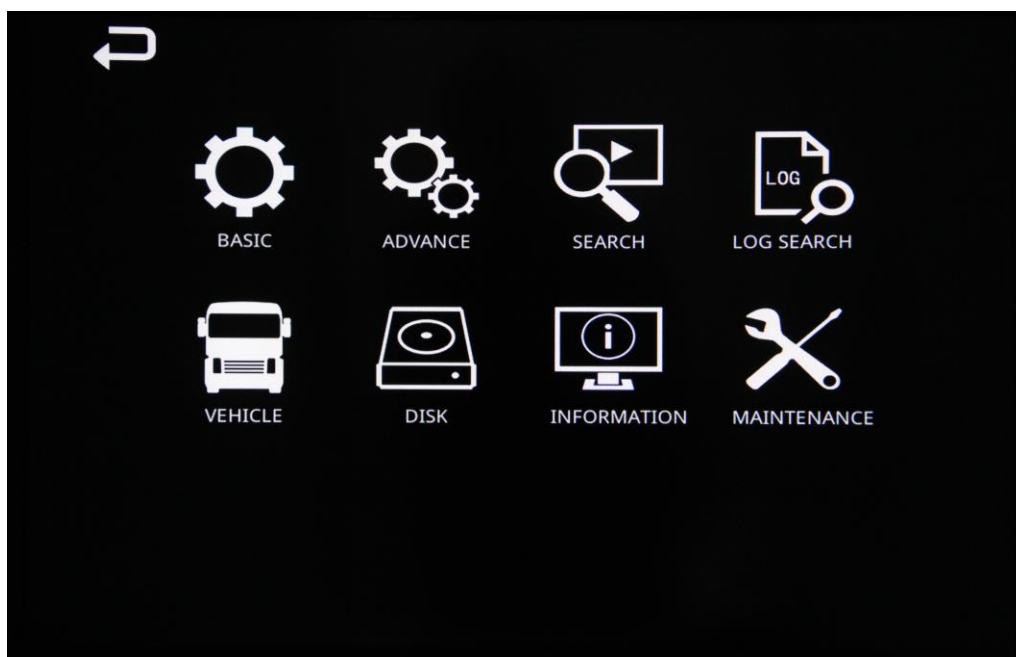 BASIC
ADVANCE
SEARCH
LOG
LOG SEARCH
VEHICLE
DISK
INFORMATION
MAINTENANCE